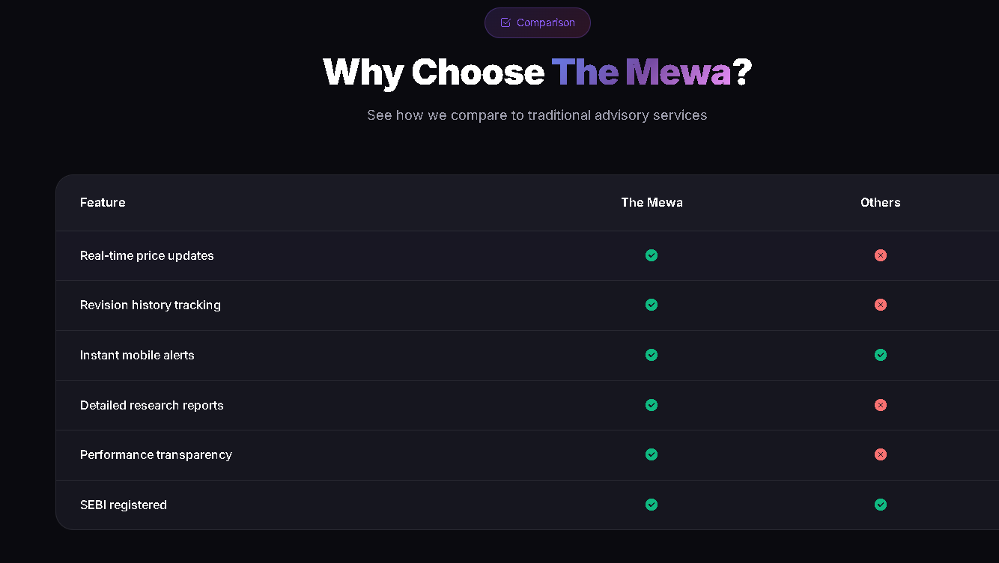 Comparison
Why Choose The Mewa?
See how we compare to traditional advisory services
Feature The Mewa Others
Real-time price updates
Revision history tracking
Instant mobile alerts
Detailed research reports
Performance transparency
SEBI registered